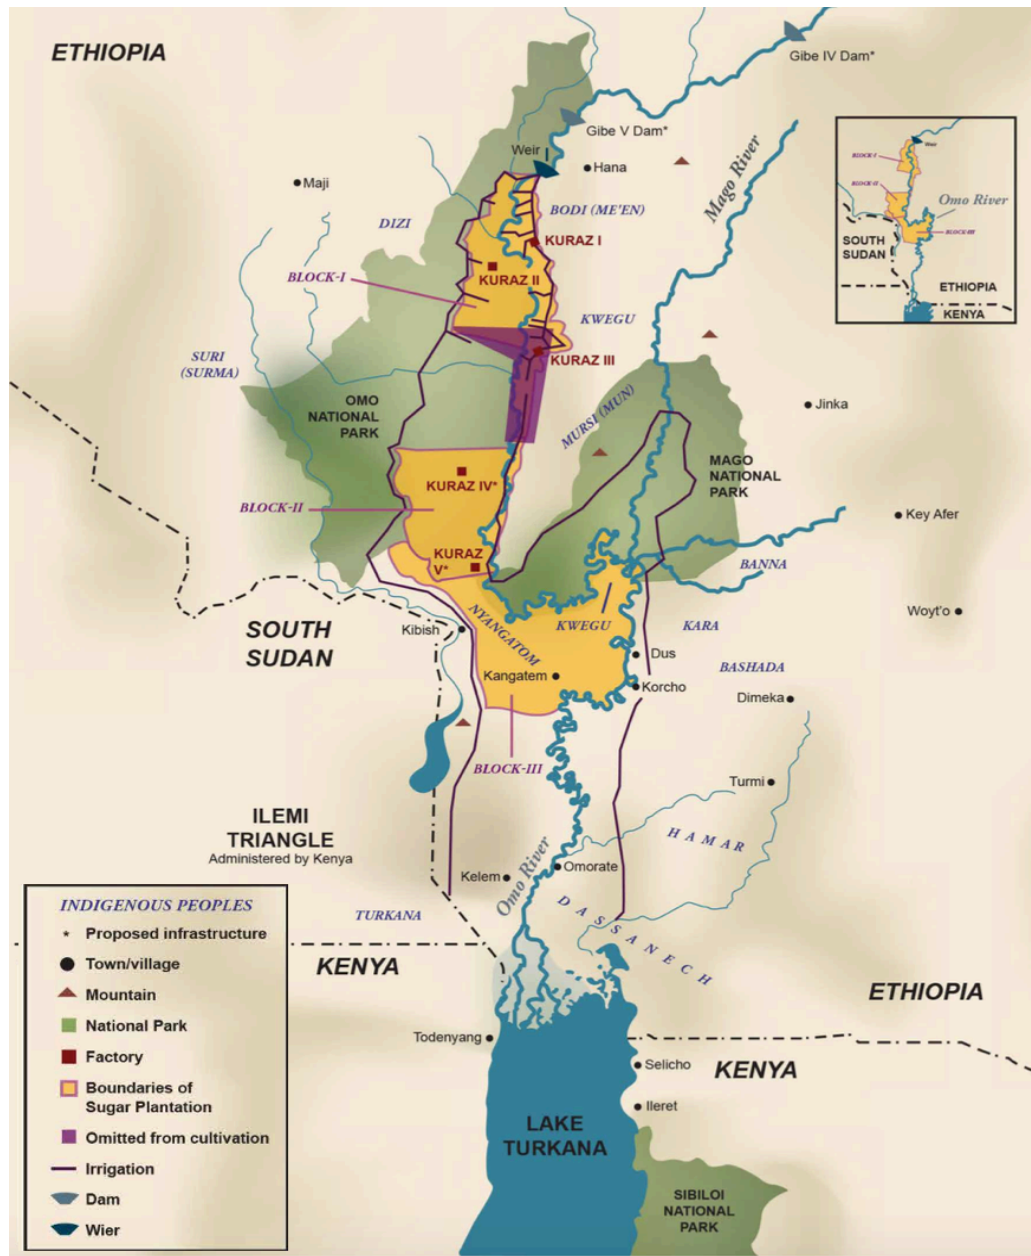 ETHIOPIA
Gibe IV Dam*
Gibe V Dam*
Weir
Hana
Mago River
Maji
DIZI
BODI (ME'EN)
KURAZ I
BLOCK-I
KURAZ II
KWEGU
KURAZ III
SURI
(SURMA)
OMO
NATIONAL
PARK
MURSI (MUN)
Jinka
MAGO
NATIONAL
PARK
KURAZ IV*
BLOCK-II
Key Afer
KURAZ
V*
BANNA
NYANGATOM
KWEGU
KARA
Woyt'o
SOUTH
SUDAN
Kibish
Dus
BASHADA
Kangatem
Korcho
Dimeka
BLOCK-III
Turmi
ILEMI
TRIANGLE
Administered by Kenya
HAMAR
Omo River
Omorate
Kelem
DASSANECH
TURKANA
KENYA
ETHIOPIA
Todenyang
KENYA
Selicho
Ileret
LAKE
TURKANA
SIBILOI
NATIONAL
PARK
Weir
BLOCK-I
BLOCK-II
Omo River
BLOCK-III
SOUTH
SUDAN
ETHIOPIA
KENYA
INDIGENOUS PEOPLES
* Proposed infrastructure
Town/village
Mountain
National Park
Factory
Boundaries of
Sugar Plantation
Omitted from cultivation
Irrigation
Dam
Wier